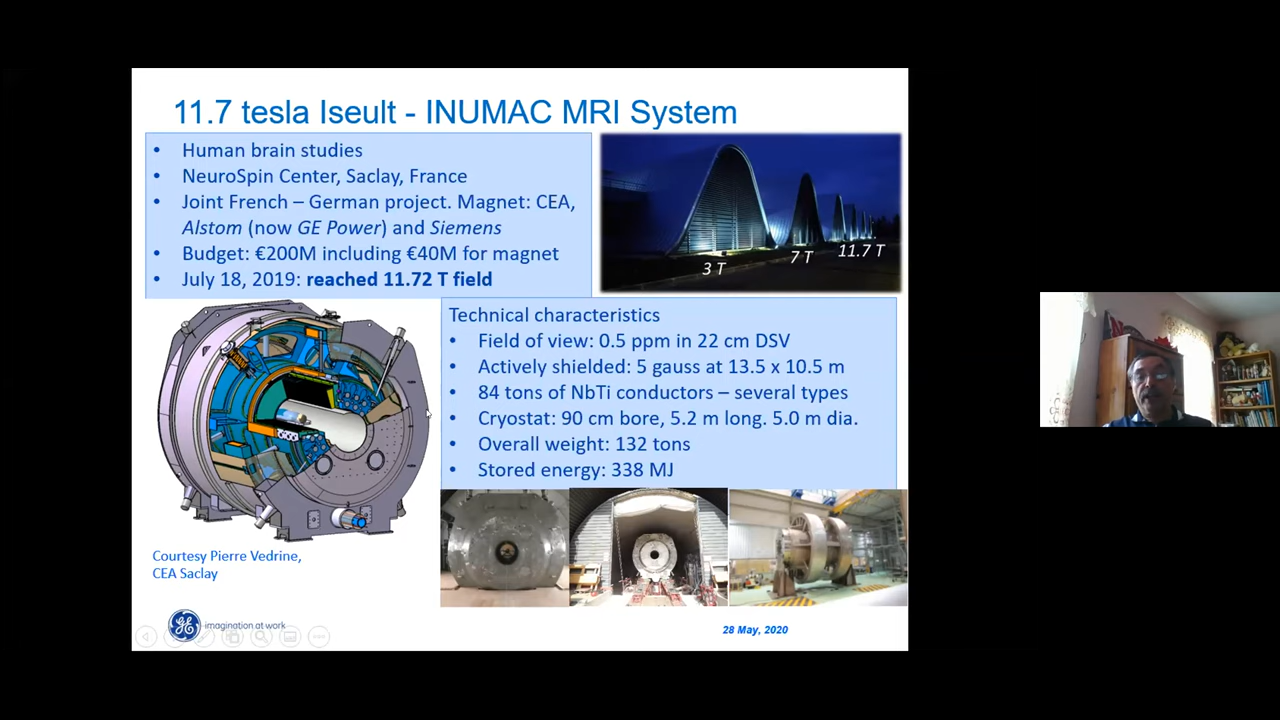 11.7 tesla Iseult - INUMAC MRI System
• Human brain studies
• NeuroSpin Center, Saclay, France
• Joint French – German project. Magnet: CEA,
Alstom (now GE Power) and Siemens
• Budget: €200M including €40M for magnet
• July 18, 2019: reached 11.72 T field
3 T
7 T
11.7 T
Technical characteristics
• Field of view: 0.5 ppm in 22 cm DSV
• Actively shielded: 5 gauss at 13.5 x 10.5 m
• 84 tons of NbTi conductors – several types
• Cryostat: 90 cm bore, 5.2 m long. 5.0 m dia.
• Overall weight: 132 tons
• Stored energy: 338 MJ
Courtesy Pierre Vedrine,
CEA Saclay
GE imagination at work
28 May, 2020